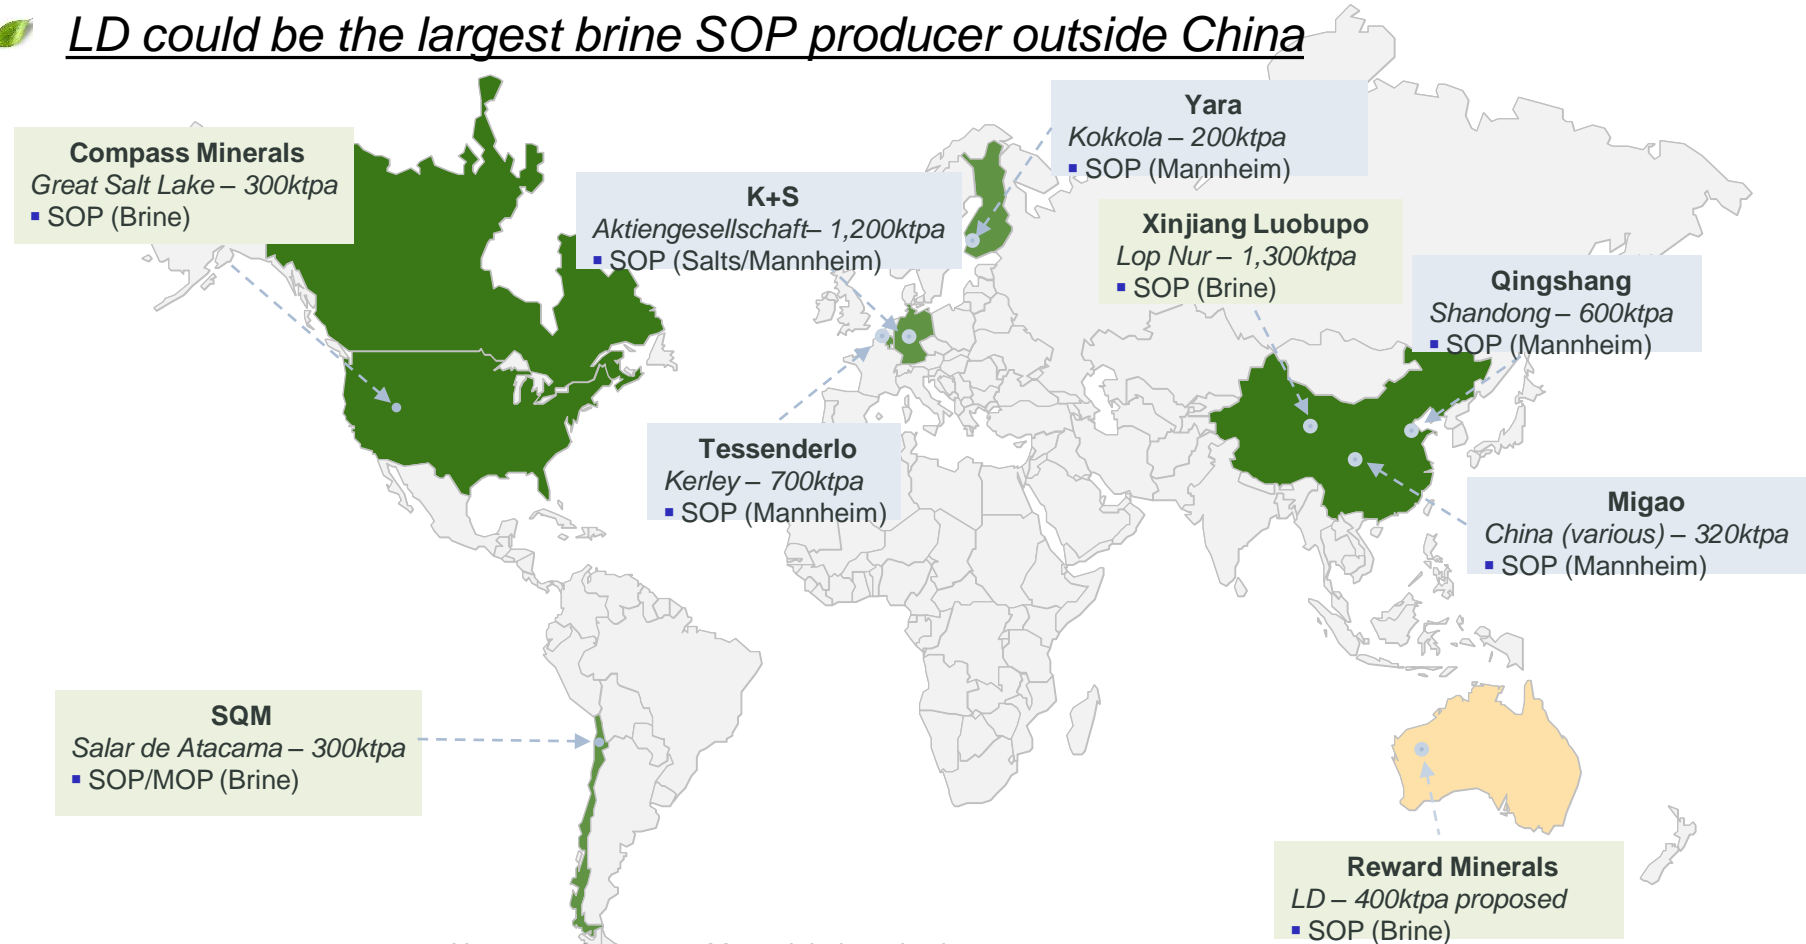 LD could be the largest brine SOP producer outside China
Yara
Kokkola – 200ktpa
▪ SOP (Mannheim)
Compass Minerals
Great Salt Lake – 300ktpa
▪ SOP (Brine)
K+S
Aktiengesellschaft– 1,200ktpa
▪ SOP (Salts/Mannheim)
Xinjiang Luobupo
Lop Nur – 1,300ktpa
▪ SOP (Brine)
Qingshang
Shandong – 600ktpa
▪ SOP (Mannheim)
Tessenderlo
Kerley – 700ktpa
▪ SOP (Mannheim)
Migao
China (various) – 320ktpa
▪ SOP (Mannheim)
SQM
Salar de Atacama – 300ktpa
▪ SOP/MOP (Brine)
Reward Minerals
LD – 400ktpa proposed
▪ SOP (Brine)